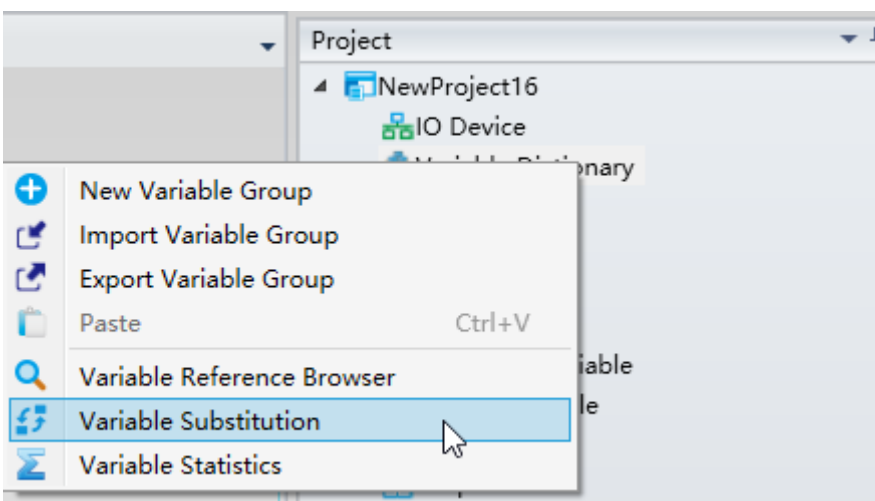 Project
NewProject16
IO Device
New Variable Group
Import Variable Group
Export Variable Group
Paste Ctrl+V
Variable Reference Browser
Variable Substitution
Variable Statistics